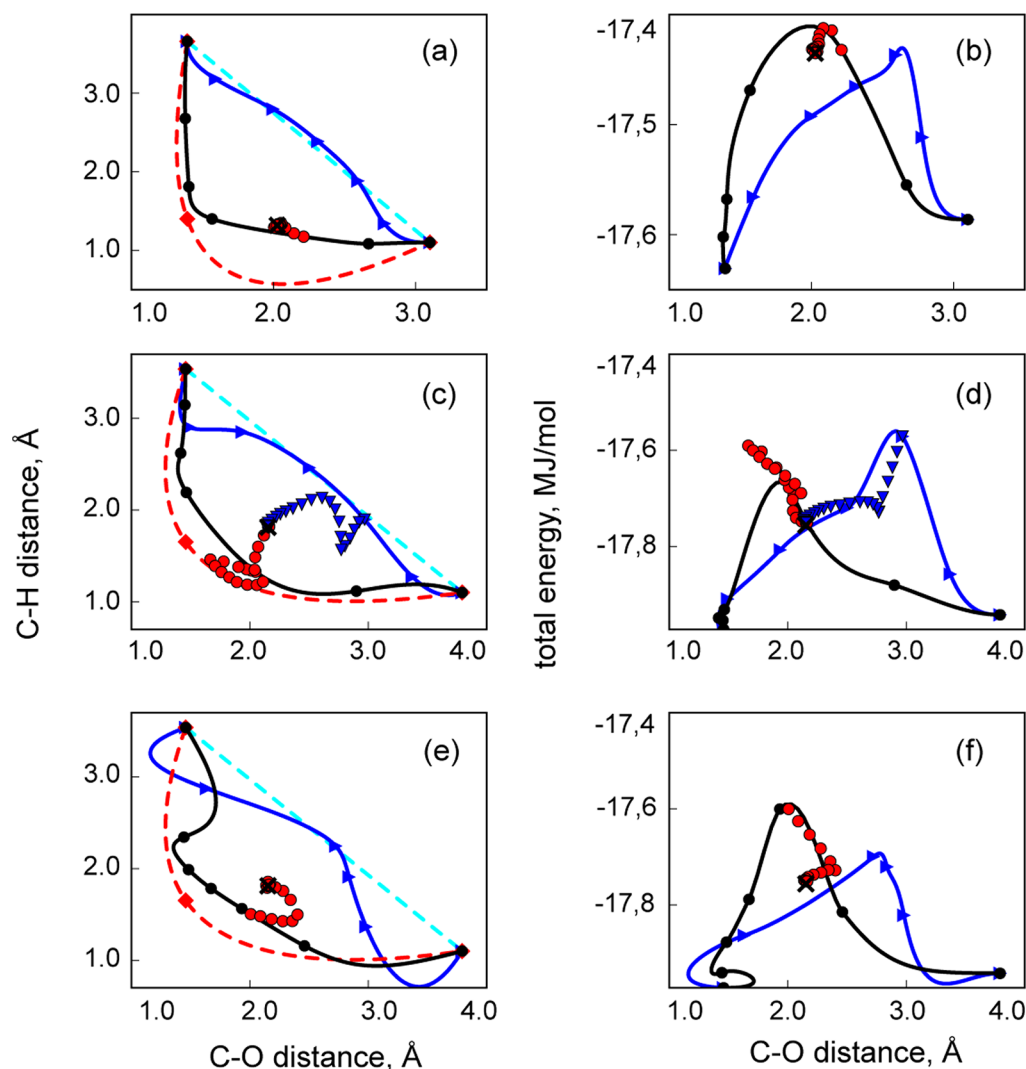 (a)
3.0
2.0
1.0
1.0 2.0 3.0
(b)
-17,4
-17,5
-17,6
1.0 2.0 3.0
C-H distance, Å
(c)
3.0
2.0
1.0
1.0 2.0 3.0 4.0
total energy, MJ/mol
(d)
-17,4
-17,6
-17,8
1.0 2.0 3.0 4.0
(e)
3.0
2.0
1.0
1.0 2.0 3.0 4.0
C-O distance, Å
(f)
-17,4
-17,6
-17,8
1.0 2.0 3.0 4.0
C-O distance, Å